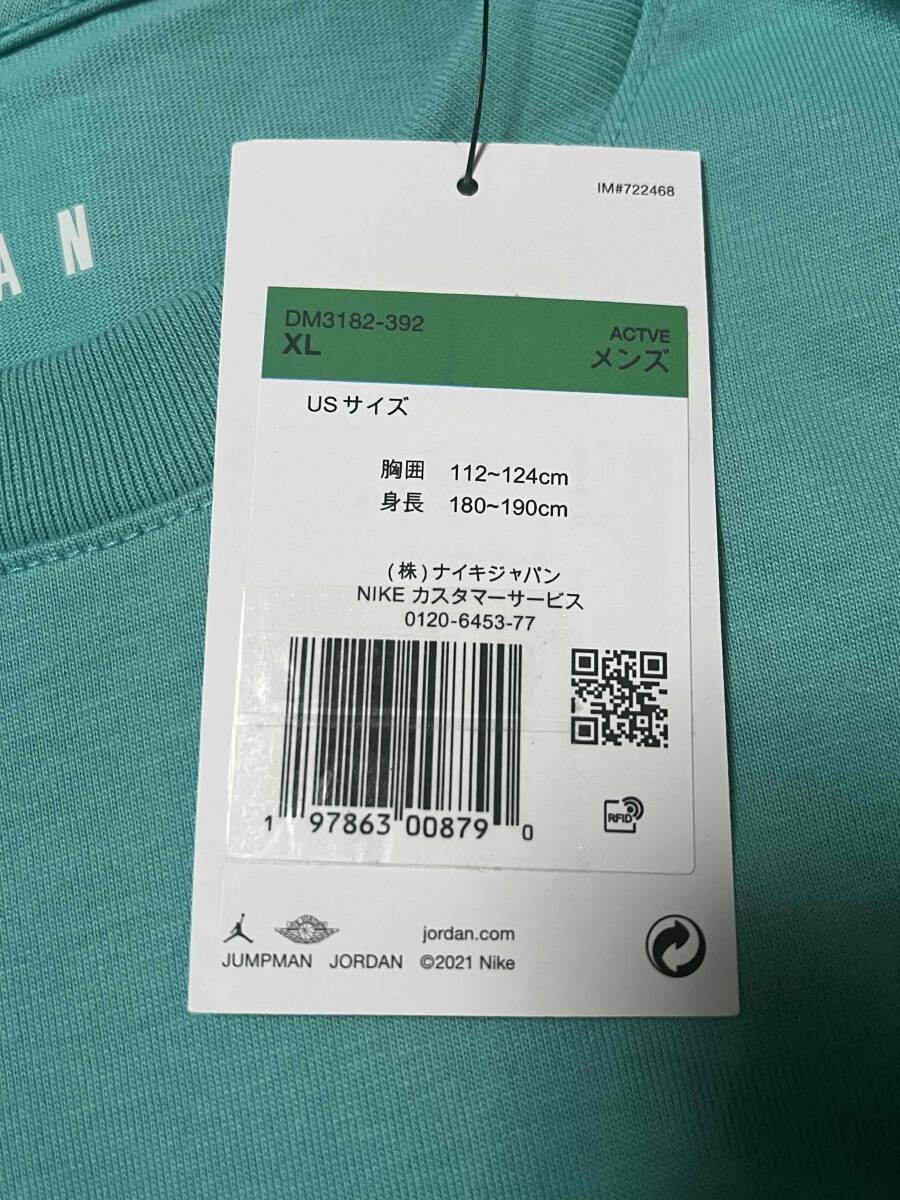 AN
IM#722468
DM3182-392
XL
ACTVE
メンズ
USサイズ
胸囲 112~124cm
身長 180~190cm
(株)ナイキジャパン
NIKE カスタマーサービス
0120-6453-77
1 97863 00879 0
RFID
jordan.com
JUMPMAN JORDAN ©2021 Nike